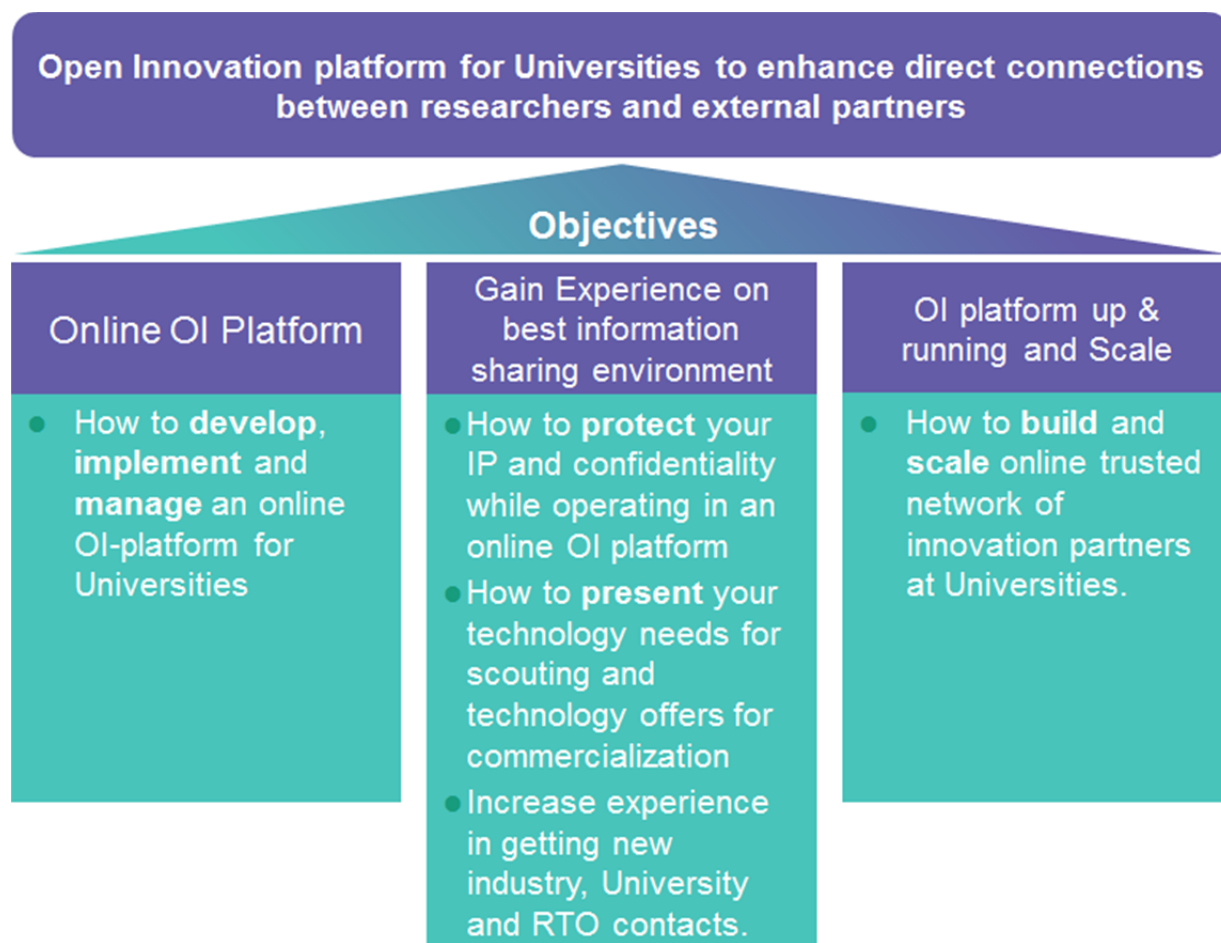 Open Innovation platform for Universities to enhance direct connections
between researchers and external partners
Objectives
Online OI Platform
How to develop,
implement and
manage an online
OI-platform for
Universities
Gain Experience on
best information
sharing environment
How to protect your
IP and confidentiality
while operating in an
online OI platform
How to present your
technology needs for
scouting and
technology offers for
commercialization
Increase experience
in getting new
industry, University
and RTO contacts.
OI platform up &
running and Scale
How to build and
scale online trusted
network of
innovation partners
at Universities.